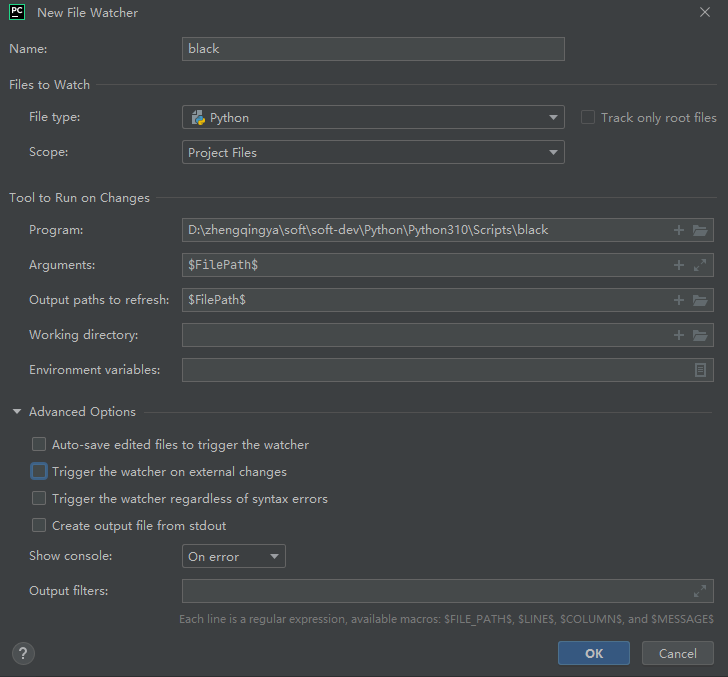 PC New File Watcher
Name: black
Files to Watch
File type: Python Track only root files
Scope: Project Files
Tool to Run on Changes
Program: D:\zhengqingya\soft\soft-dev\Python\Python310\Scripts\black
Arguments: $FilePath$
Output paths to refresh: $FilePath$
Working directory:
Environment variables:
Advanced Options
Auto-save edited files to trigger the watcher
Trigger the watcher on external changes
Trigger the watcher regardless of syntax errors
Create output file from stdout
Show console: On error
Output filters:
Each line is a regular expression, available macros: $FILE_PATH$, $LINE$, $COLUMN$, and $MESSAGE$
? OK Cancel